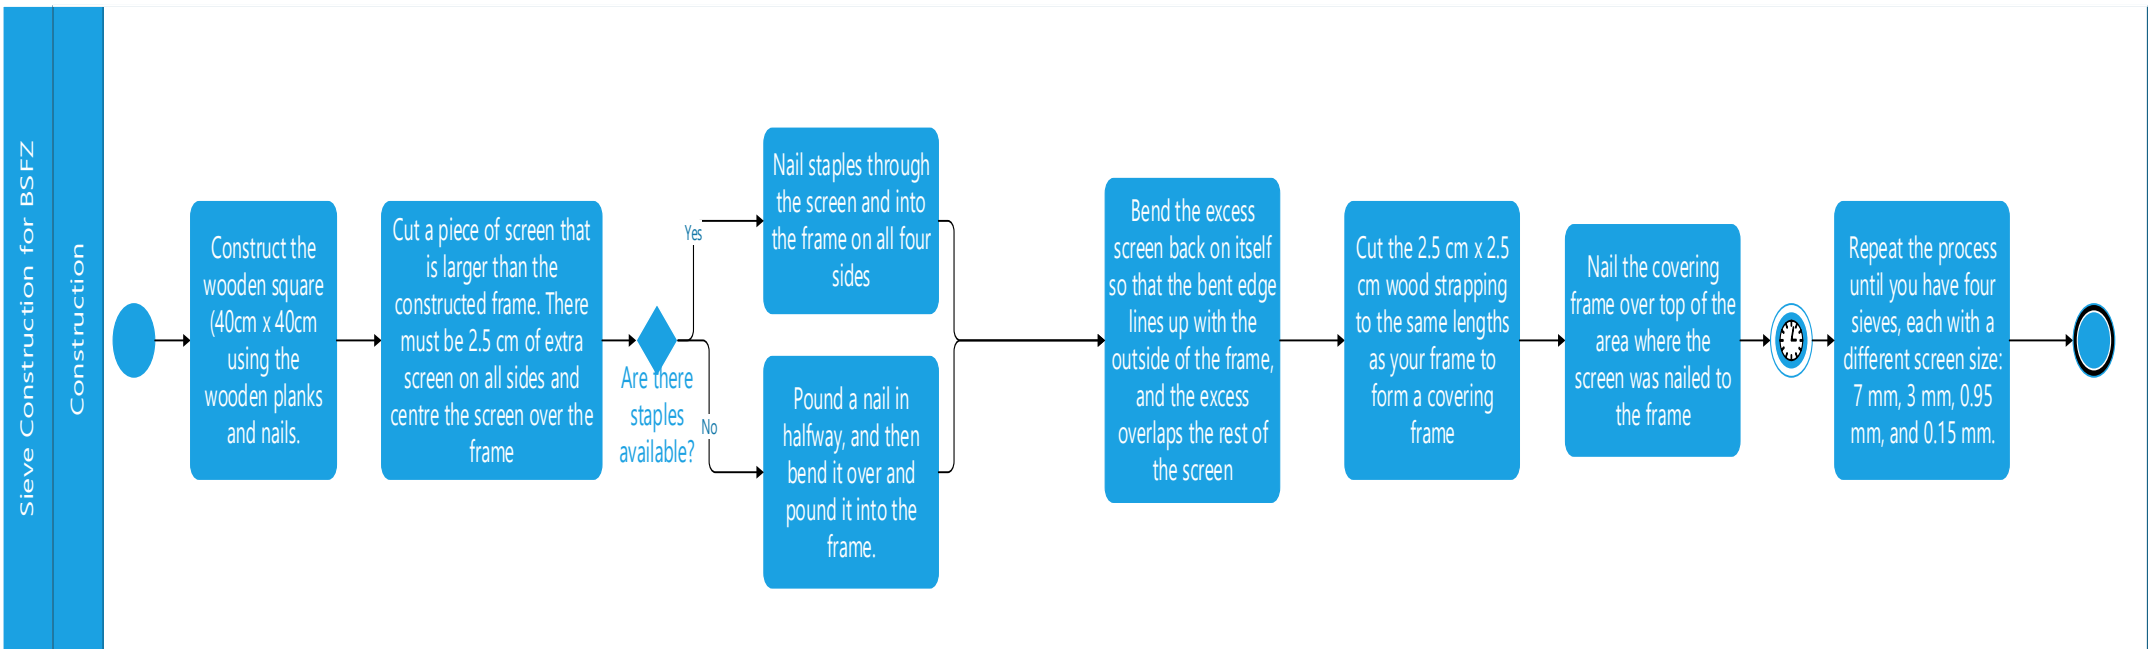 Sieve Construction for BSFZ
Construction
Construct the
wooden square
(40cm x 40cm
using the
wooden planks
and nails.
Cut a piece of screen that
is larger than the
constructed frame. There
must be 2.5 cm of extra
screen on all sides and
centre the screen over the
frame
Are there
staples
available?
Yes
No
Nail staples through
the screen and into
the frame on all four
sides
Pound a nail in
halfway, and then
bend it over and
pound it into the
frame.
Bend the excess
screen back on itself
so that the bent edge
lines up with the
outside of the frame,
and the excess
overlaps the rest of
the screen
Cut the 2.5 cm x 2.5
cm wood strapping
to the same lengths
as your frame to
form a covering
frame
Nail the covering
frame over top of the
area where the
screen was nailed to
the frame
Repeat the process
until you have four
sieves, each with a
different screen size:
7 mm, 3 mm, 0.95
mm, and 0.15 mm.